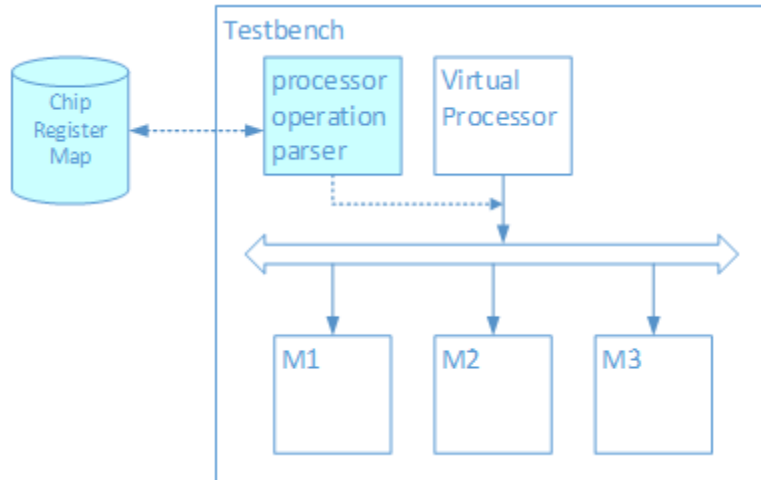 Testbench
Chip
Register
Map
processor
operation
parser
Virtual
Processor
M1
M2
M3